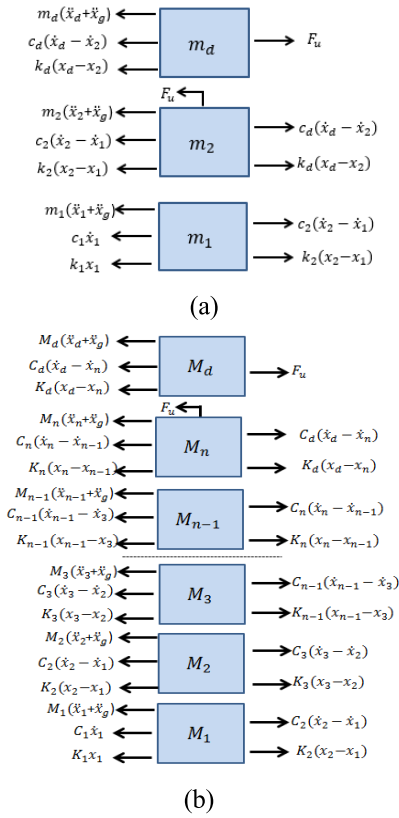 m_d(ẍ_d+ẍ_g)
c_d(ẋ_d − ẋ_2) m_d F_u
k_d(x_d−x_2)
F_u
m_2(ẍ_2+ẍ_g)
c_d(ẋ_d − ẋ_2)
c_2(ẋ_2 − ẋ_1) m_2
k_2(x_2−x_1) k_d(x_d−x_2)
m_1(ẍ_1+ẍ_g) c_2(ẋ_2 − ẋ_1)
c_1ẋ_1 m_1
k_1x_1 k_2(x_2−x_1)
(a)
M_d(ẍ_d+ẍ_g)
C_d(ẋ_d − ẋ_n) M_d
K_d(x_d−x_n) F_u
F_u
M_n(ẍ_n+ẍ_g)
C_n(ẋ_n − ẋ_{n−1}) M_n C_d(ẋ_d − ẋ_n)
K_n(x_n−x_{n−1}) K_d(x_d−x_n)
M_{n−1}(ẍ_{n−1}+ẍ_g) C_n(ẋ_n − ẋ_{n−1})
C_{n−1}(ẋ_{n−1} − ẋ_3) M_{n−1}
K_{n−1}(x_{n−1}−x_3) K_n(x_n−x_{n−1})
M_3(ẍ_3+ẍ_g) C_{n−1}(ẋ_{n−1} − ẋ_3)
C_3(ẋ_3 − ẋ_2) M_3
K_3(x_3−x_2) K_{n−1}(x_{n−1}−x_3)
M_2(ẍ_2+ẍ_g) C_3(ẋ_3 − ẋ_2)
C_2(ẋ_2 − ẋ_1) M_2
K_2(x_2−x_1) K_3(x_3−x_2)
M_1(ẍ_1+ẍ_g) C_2(ẋ_2 − ẋ_1)
C_1ẋ_1 M_1
K_1x_1 K_2(x_2−x_1)
(b)